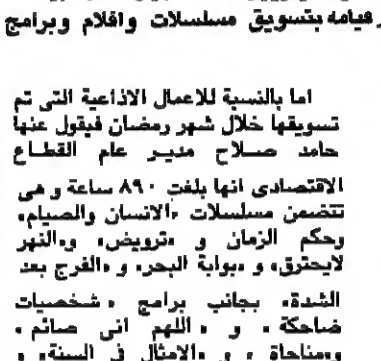 وقيامه بتسويق مسلسلات وافلام وبرامج
اما بالنسبة للاعمال الاذاعية التى تم
تسويقها خلال شهر رمضان فيقول عنها
حامد صلاح مدير عام القطاع
الاقتصادى انها بلغت ٨٩٠ ساعة و هى
تتضمن مسلسلات «الانسان والصيام»
وحكم الزمان و «ترويض» و«النهر
لايحترق» و «بوابة البحر» و «الفرج بعد
الشدة» بجانب برامج « شخصيات
ضاحكة » و « اللهم انى صائم »
و«مناجاة » و «الامثال فى السنة» و